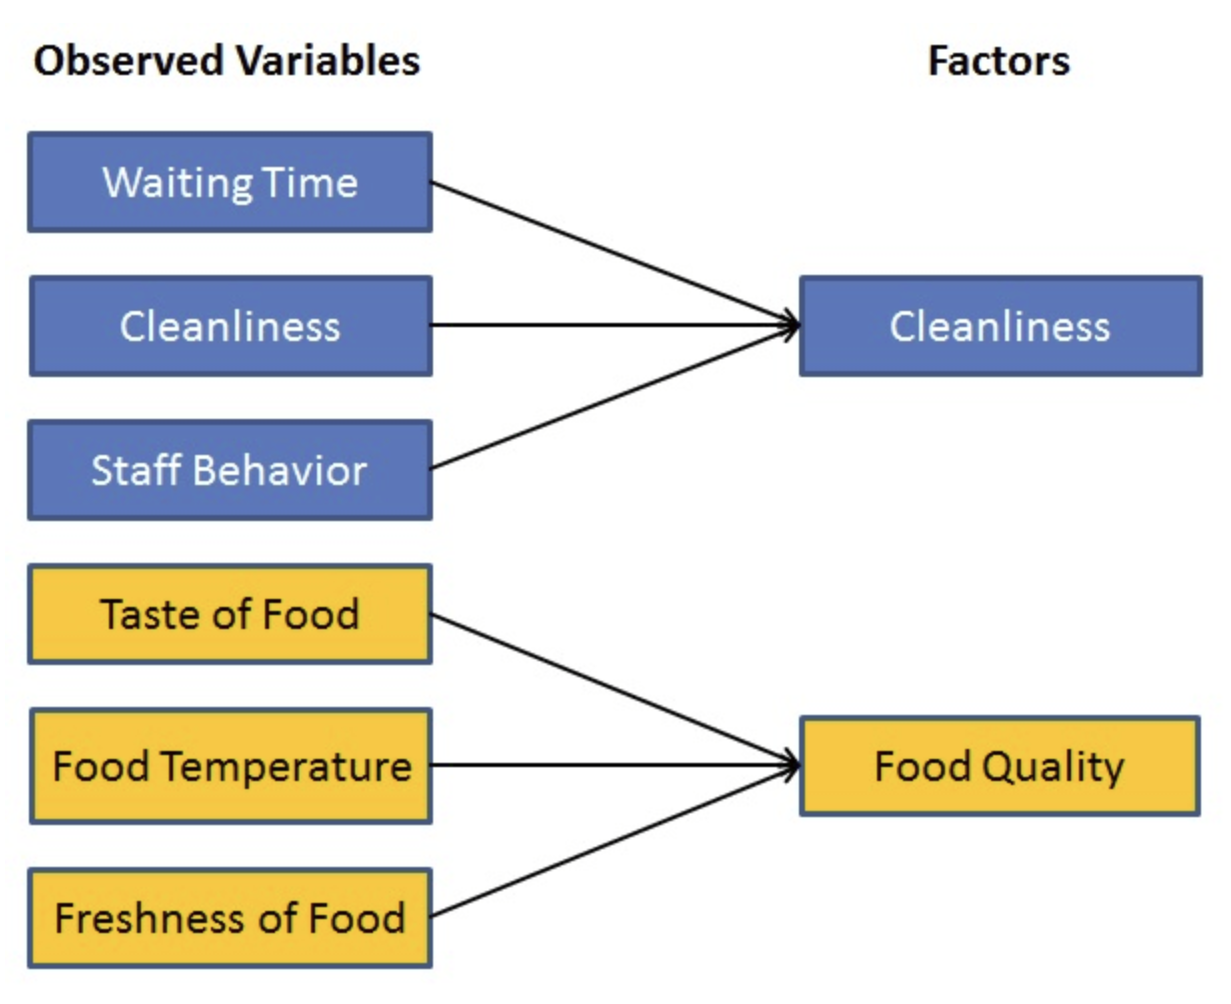 Observed Variables
Factors
Waiting Time
Cleanliness
Staff Behavior
Cleanliness
Taste of Food
Food Temperature
Freshness of Food
Food Quality